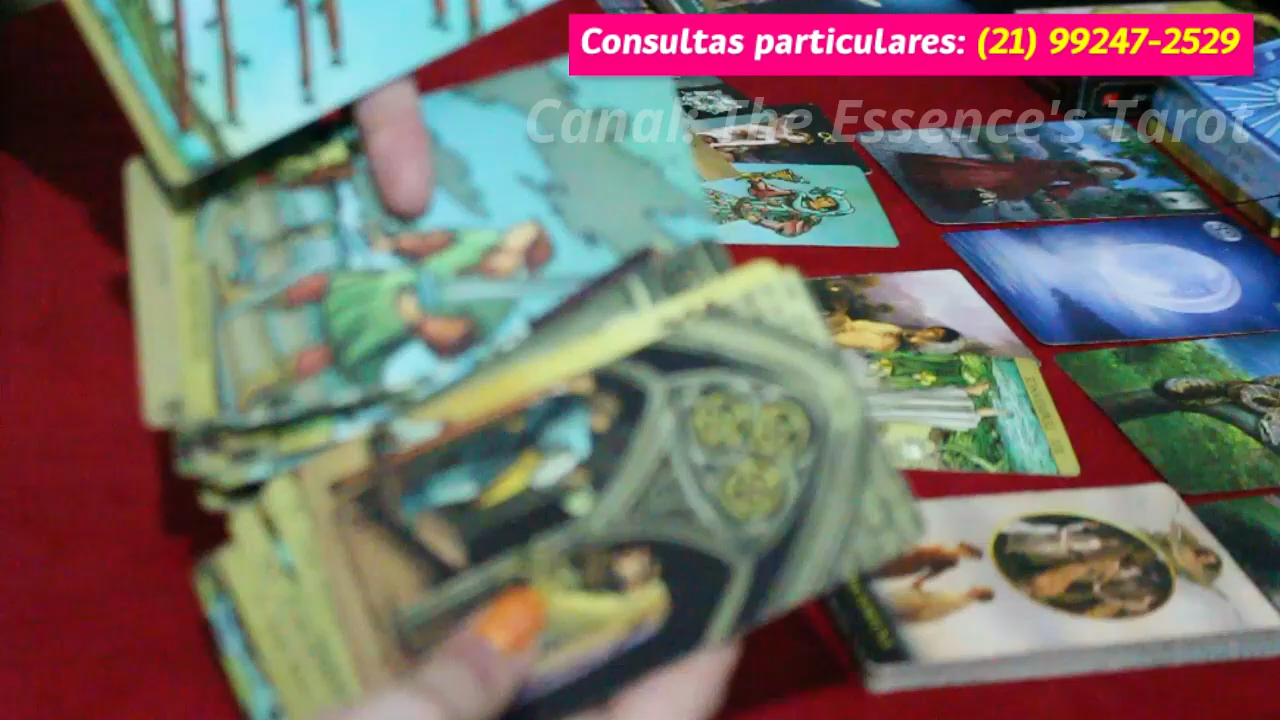 Consultas particulares: (21) 99247-2529
Canal: The Essence's Tarot